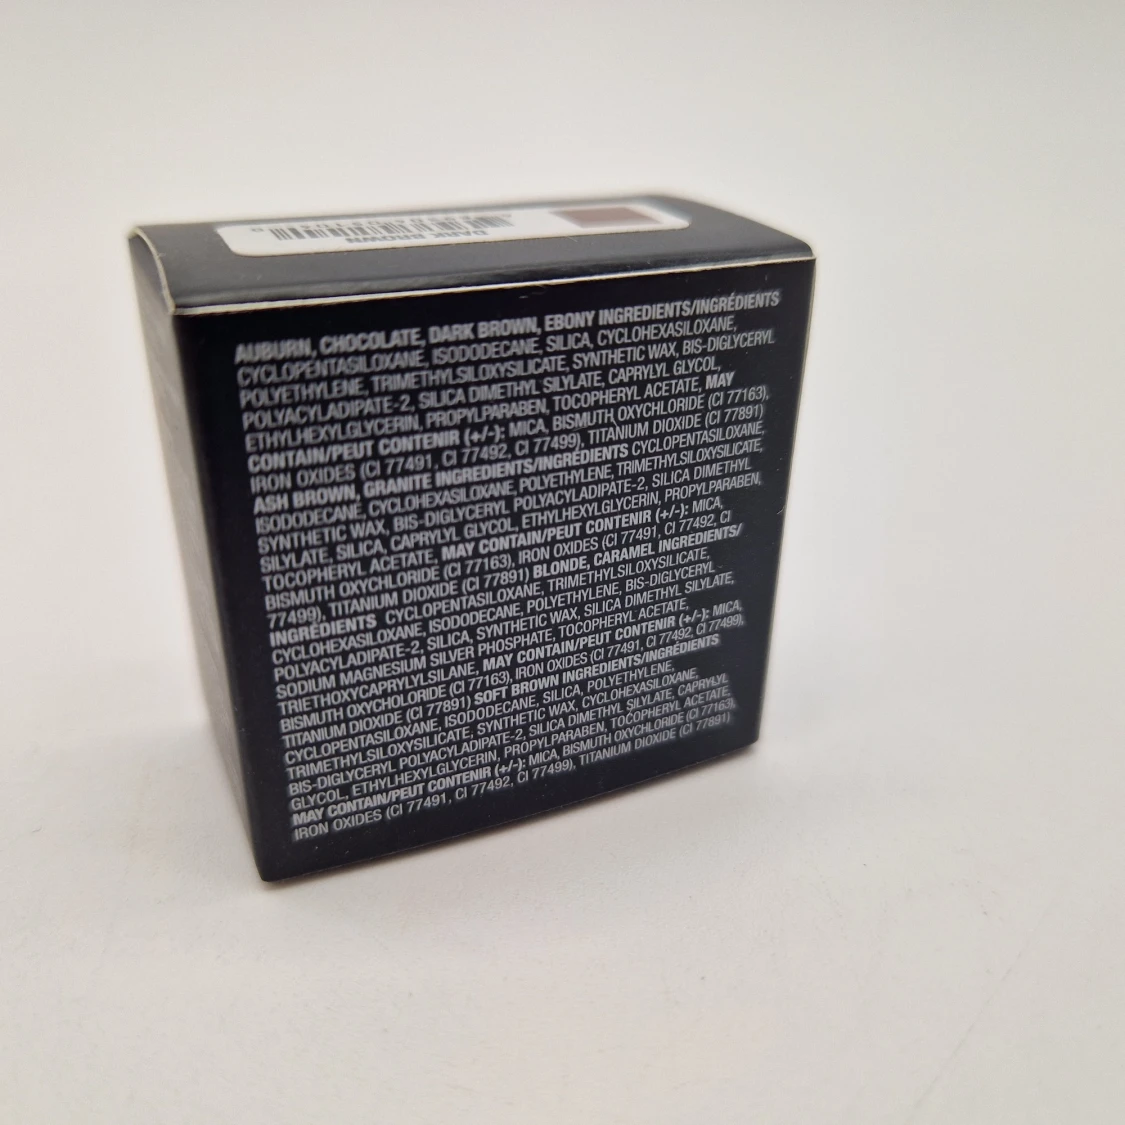 DARK BROWN
AUBURN, CHOCOLATE, DARK BROWN, EBONY INGREDIENTS/INGRÉDIENTS
CYCLOPENTASILOXANE, ISODODECANE, SILICA, CYCLOHEXASILOXANE,
POLYETHYLENE, TRIMETHYLSILOXYSILICATE, SYNTHETIC WAX, BIS-DIGLYCERYL
POLYACYLADIPATE-2, SILICA DIMETHYL SILYLATE, CAPRYLYL GLYCOL,
ETHYLHEXYLGLYCERIN, PROPYLPARABEN, TOCOPHERYL ACETATE, MAY
CONTAIN/PEUT CONTENIR (+/-): MICA, BISMUTH OXYCHLORIDE (CI 77163),
IRON OXIDES (CI 77491, CI 77492, CI 77499), TITANIUM DIOXIDE (CI 77891)
ASH BROWN, GRANITE INGREDIENTS/INGRÉDIENTS CYCLOPENTASILOXANE,
ISODODECANE, CYCLOHEXASILOXANE, POLYETHYLENE, TRIMETHYLSILOXYSILICATE,
SYNTHETIC WAX, BIS-DIGLYCERYL POLYACYLADIPATE-2, SILICA DIMETHYL
SILYLATE, SILICA, CAPRYLYL GLYCOL, ETHYLHEXYLGLYCERIN, PROPYLPARABEN,
TOCOPHERYL ACETATE, MAY CONTAIN/PEUT CONTENIR (+/-): MICA,
BISMUTH OXYCHLORIDE (CI 77163), IRON OXIDES (CI 77491, CI 77492, CI
77499), TITANIUM DIOXIDE (CI 77891) BLONDE, CARAMEL INGREDIENTS/
INGRÉDIENTS CYCLOPENTASILOXANE, TRIMETHYLSILOXYSILICATE,
CYCLOHEXASILOXANE, ISODODECANE, POLYETHYLENE, BIS-DIGLYCERYL
POLYACYLADIPATE-2, SILICA, SYNTHETIC WAX, SILICA DIMETHYL SILYLATE,
SODIUM MAGNESIUM SILVER PHOSPHATE, TOCOPHERYL ACETATE,
TRIETHOXYCAPRYLYLSILANE, MAY CONTAIN/PEUT CONTENIR (+/-): MICA,
BISMUTH OXYCHOLORIDE (CI 77163), IRON OXIDES (CI 77491, CI 77492, CI 77499),
TITANIUM DIOXIDE (CI 77891) SOFT BROWN INGREDIENTS/INGRÉDIENTS
CYCLOPENTASILOXANE, ISODODECANE, SILICA, POLYETHYLENE,
TRIMETHYLSILOXYSILICATE, SYNTHETIC WAX, CYCLOHEXASILOXANE,
BIS-DIGLYCERYL POLYACYLADIPATE-2, SILICA DIMETHYL SILYLATE, CAPRYLYL
GLYCOL, ETHYLHEXYLGLYCERIN, PROPYLPARABEN, TOCOPHERYL ACETATE,
MAY CONTAIN/PEUT CONTENIR (+/-): MICA, BISMUTH OXYCHLORIDE (CI 77163),
IRON OXIDES (CI 77491, CI 77492, CI 77499), TITANIUM DIOXIDE (CI 77891)